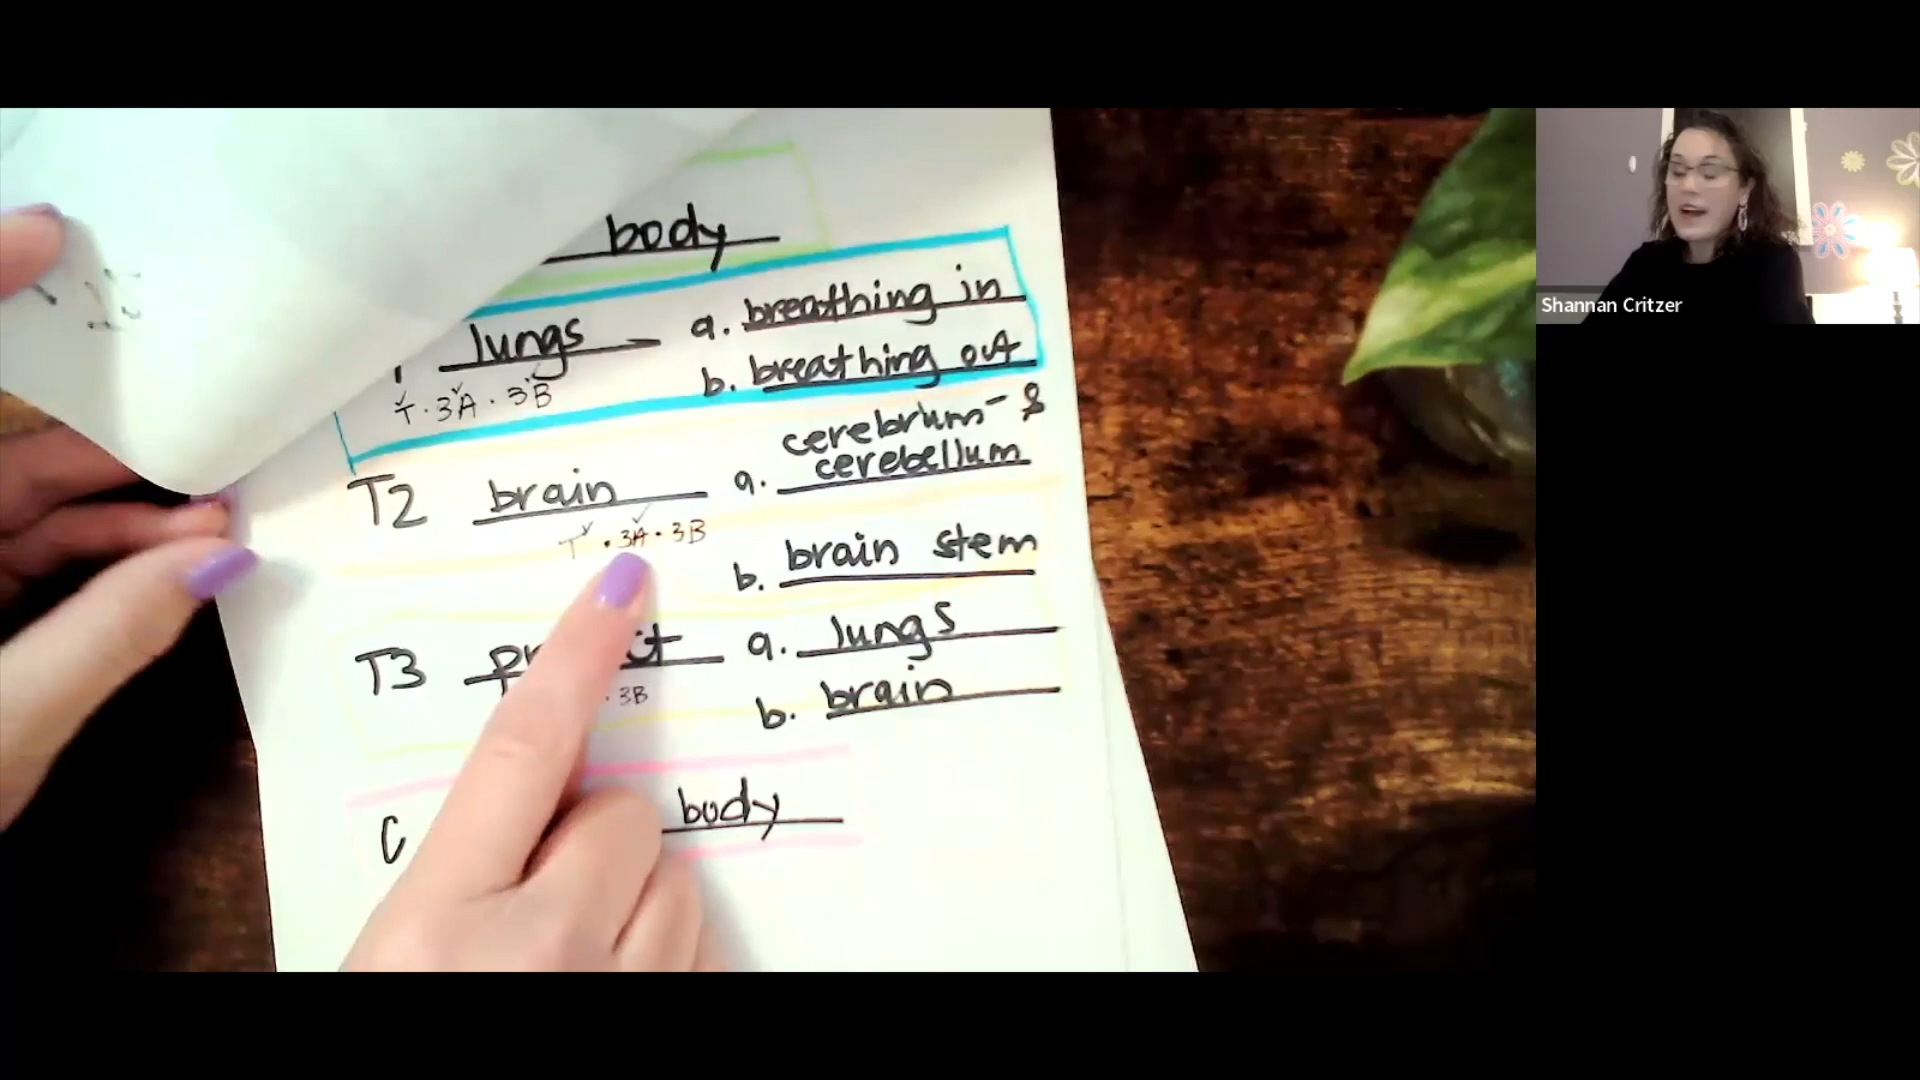 body
lungs
a. breathing in
b. breathing out
T · 3A · 3B
T2 brain
a. cerebrum &
cerebellum
T · 3A · 3B
b. brain stem
T3
a. lungs
· 3B
b. brain
C body
Shannan Critzer